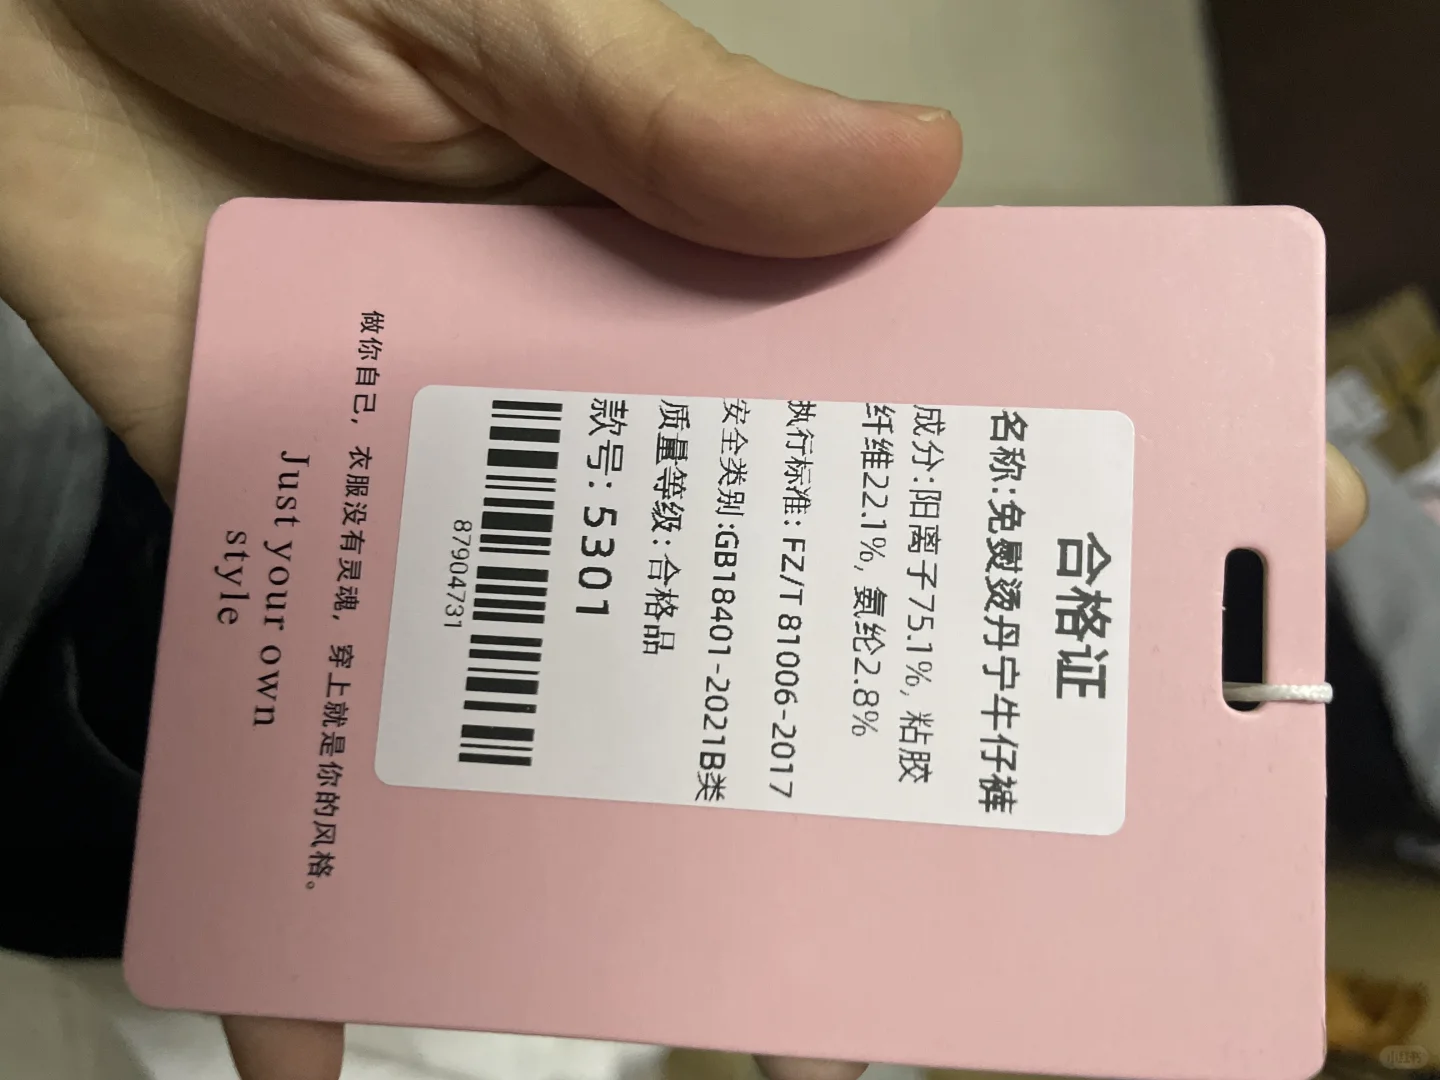 合格证
名称:免熨烫丹宁牛仔裤
成分:阳离子75.1%, 粘胶
纤维22.1%, 氨纶2.8%
执行标准: FZ/T 81006-2017
安全类别:GB18401-2021B类
质量等级: 合格品
款号: 5301
87904731
做你自己, 衣服没有灵魂, 穿上就是你的风格。
Just your own
style
小红书